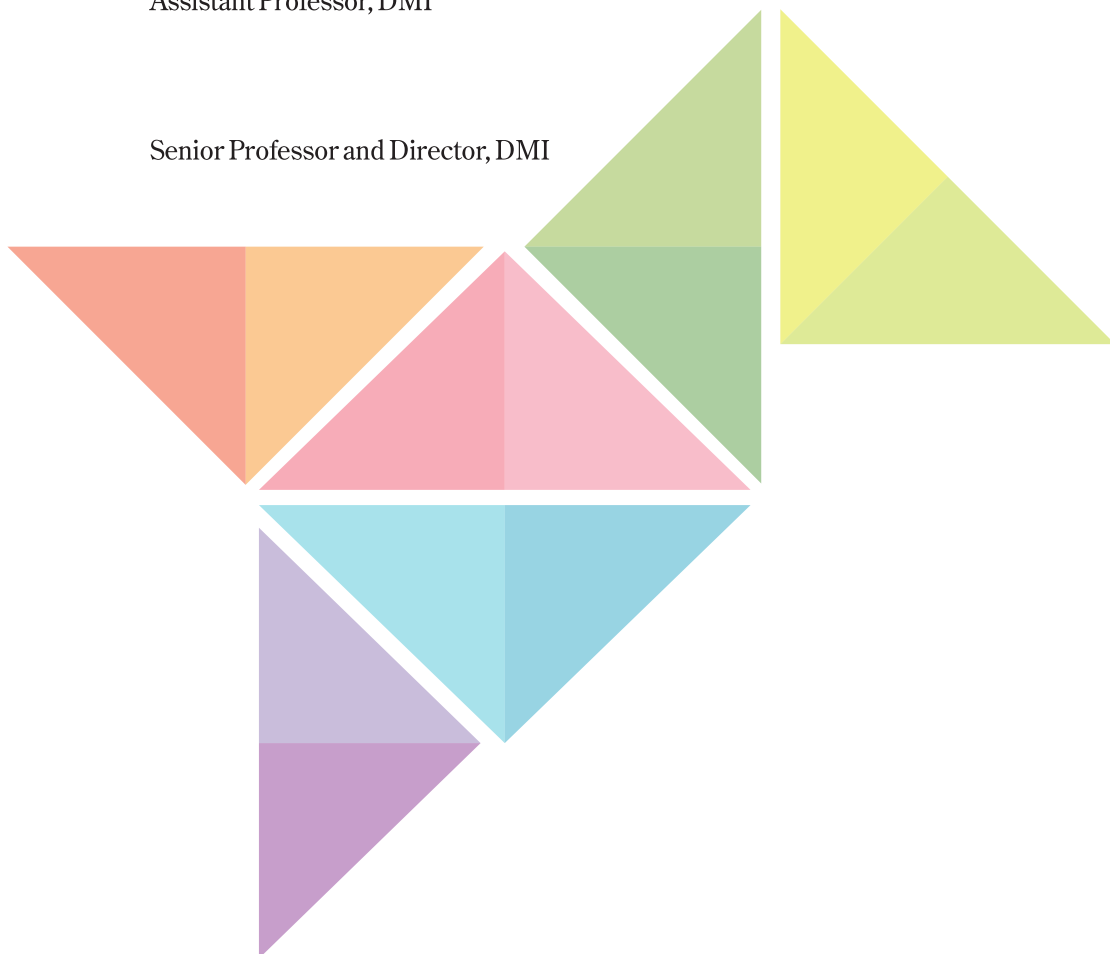 Assistant Professor, DMI
Senior Professor and Director, DMI